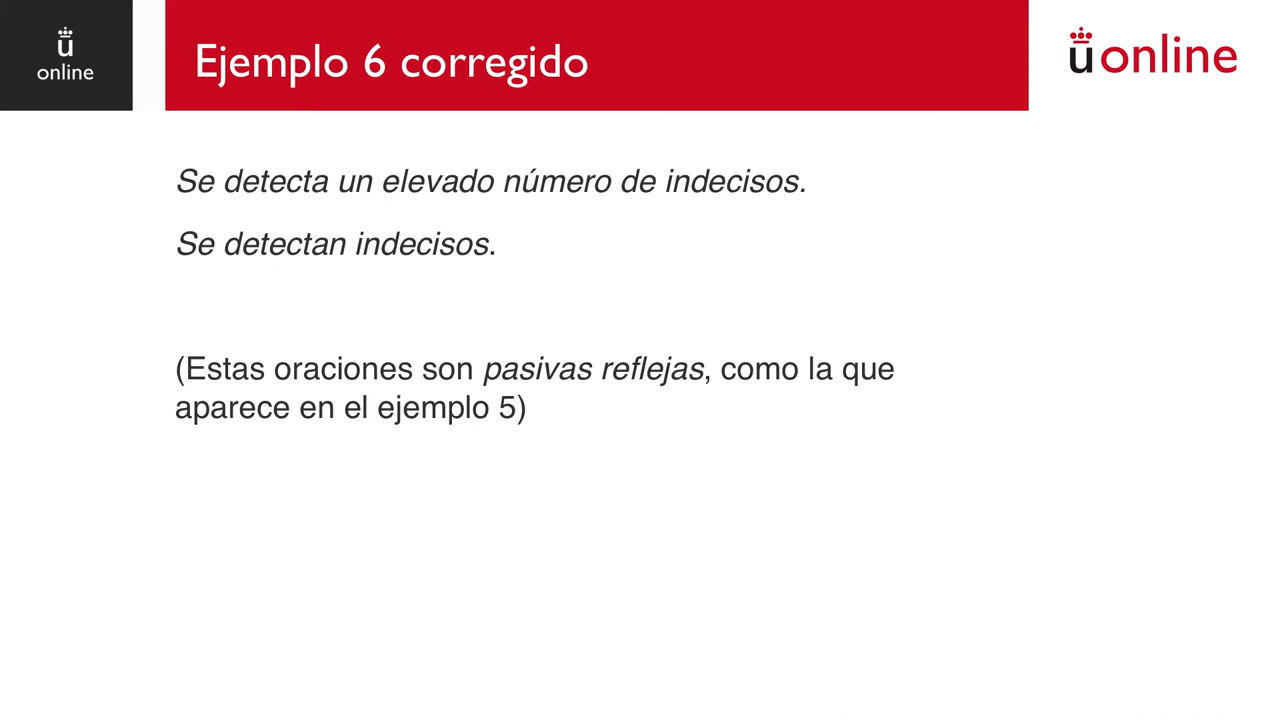 ü
online
Ejemplo 6 corregido
üonline
Se detecta un elevado número de indecisos.
Se detectan indecisos.
(Estas oraciones son pasivas reflejas, como la que
aparece en el ejemplo 5)